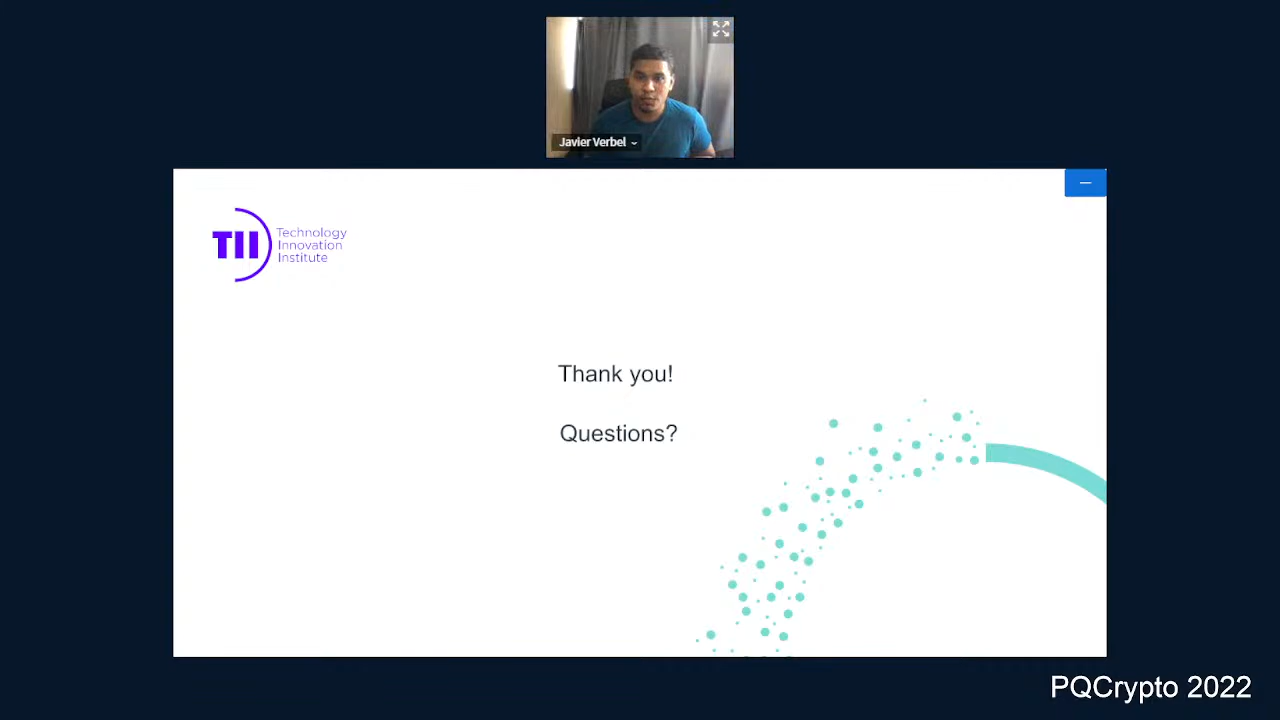 Javier Verbel
TII
Technology
Innovation
Institute
Thank you!
Questions?
PQCrypto 2022